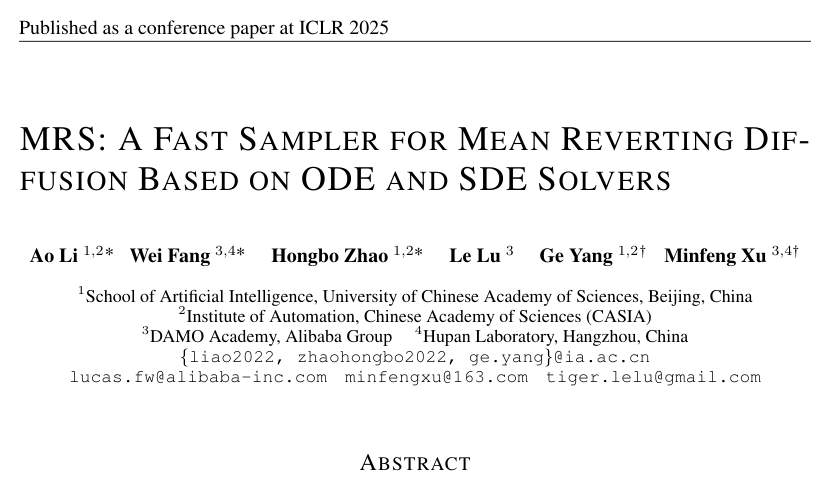 Published as a conference paper at ICLR 2025
MRS: A FAST SAMPLER FOR MEAN REVERTING DIF-
FUSION BASED ON ODE AND SDE SOLVERS
Ao Li 1,2* Wei Fang 3,4* Hongbo Zhao 1,2* Le Lu 3 Ge Yang 1,2† Minfeng Xu 3,4†
1School of Artificial Intelligence, University of Chinese Academy of Sciences, Beijing, China
2Institute of Automation, Chinese Academy of Sciences (CASIA)
3DAMO Academy, Alibaba Group 4Hupan Laboratory, Hangzhou, China
{liao2022, zhaohongbo2022, ge.yang}@ia.ac.cn
lucas.fw@alibaba-inc.com minfengxu@163.com tiger.lelu@gmail.com
ABSTRACT